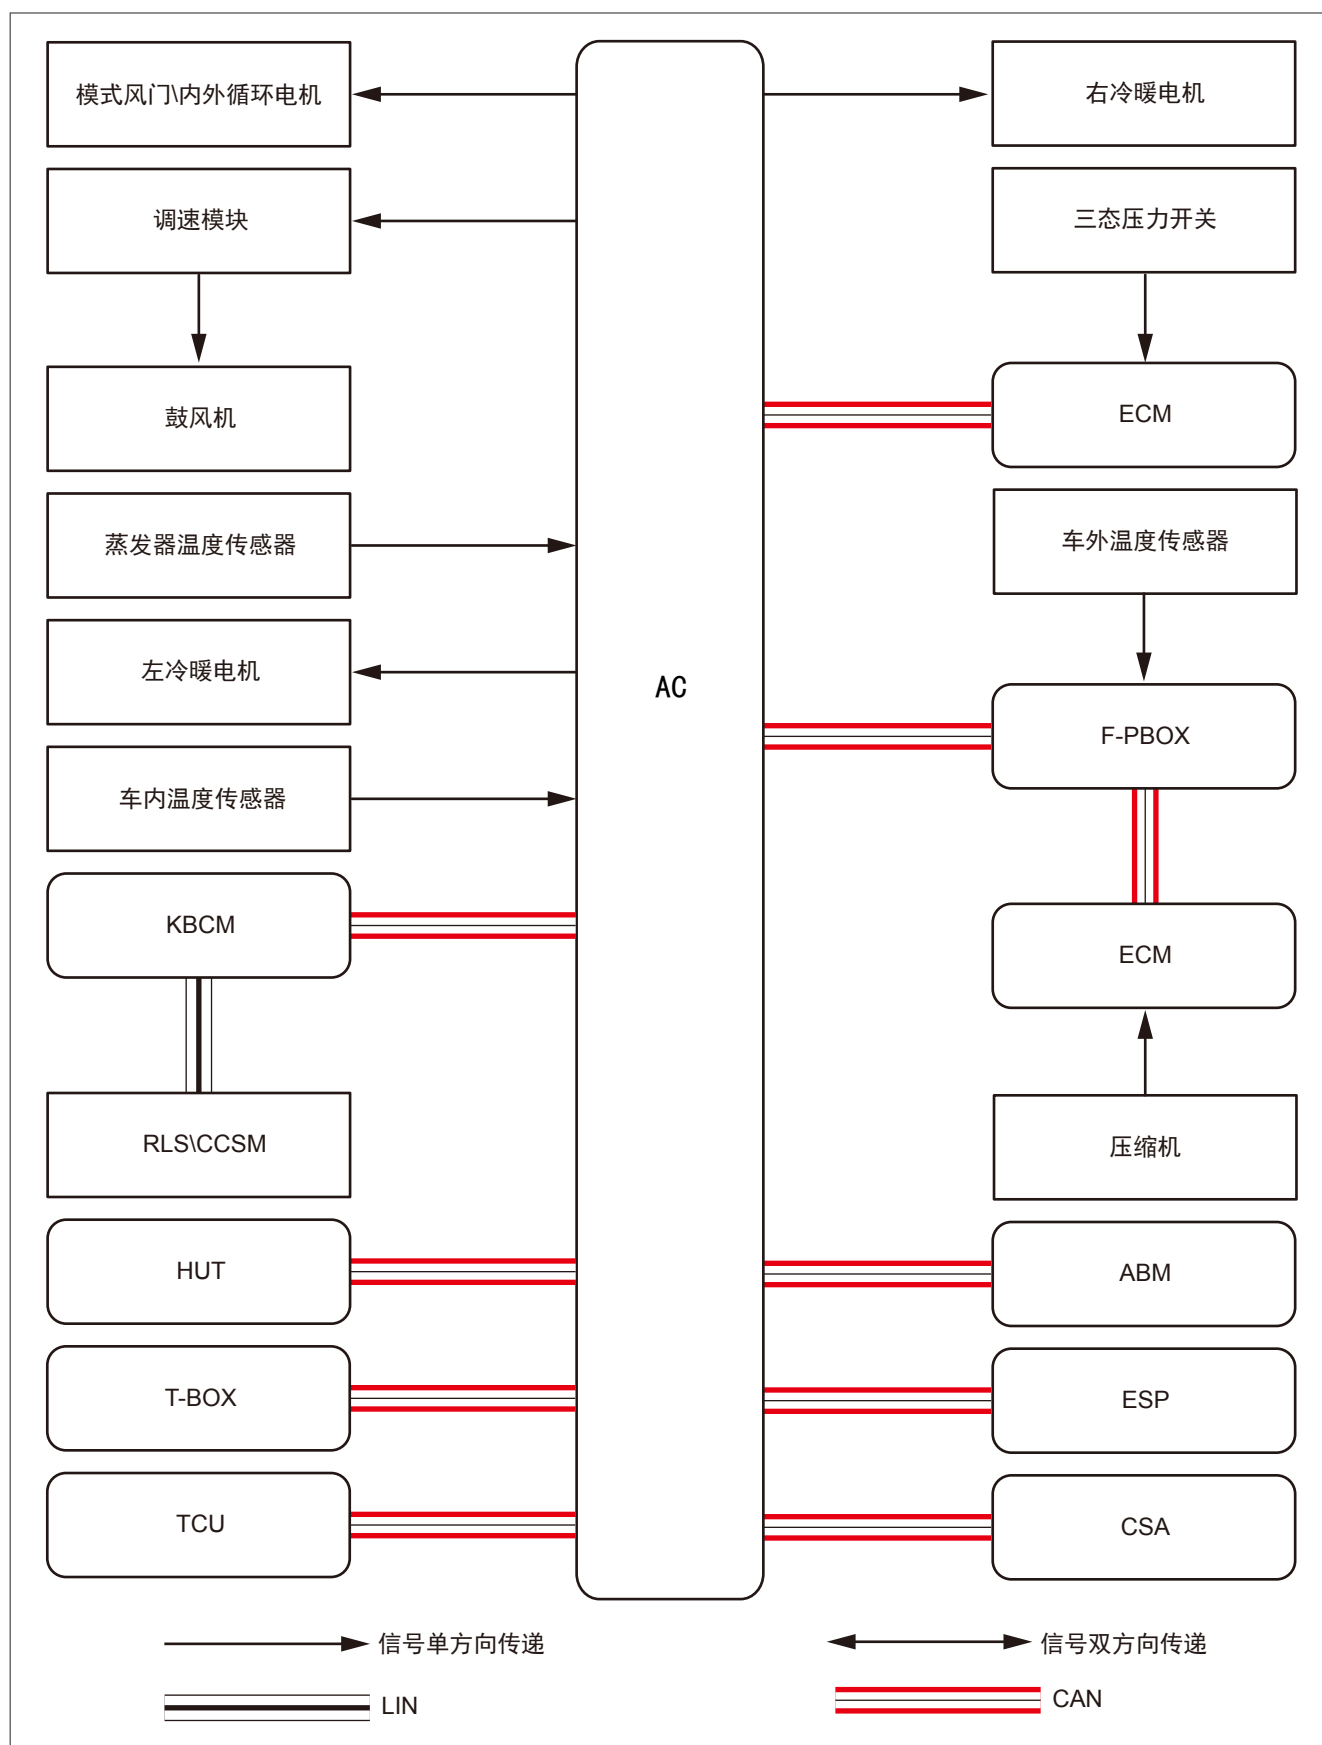 模式风门\内外循环电机
右冷暖电机
调速模块
三态压力开关
鼓风机
ECM
蒸发器温度传感器
车外温度传感器
左冷暖电机
AC
F-PBOX
车内温度传感器
KBCM
ECM
RLS\CCSM
压缩机
HUT
ABM
T-BOX
ESP
TCU
CSA
信号单方向传递
信号双方向传递
LIN
CAN